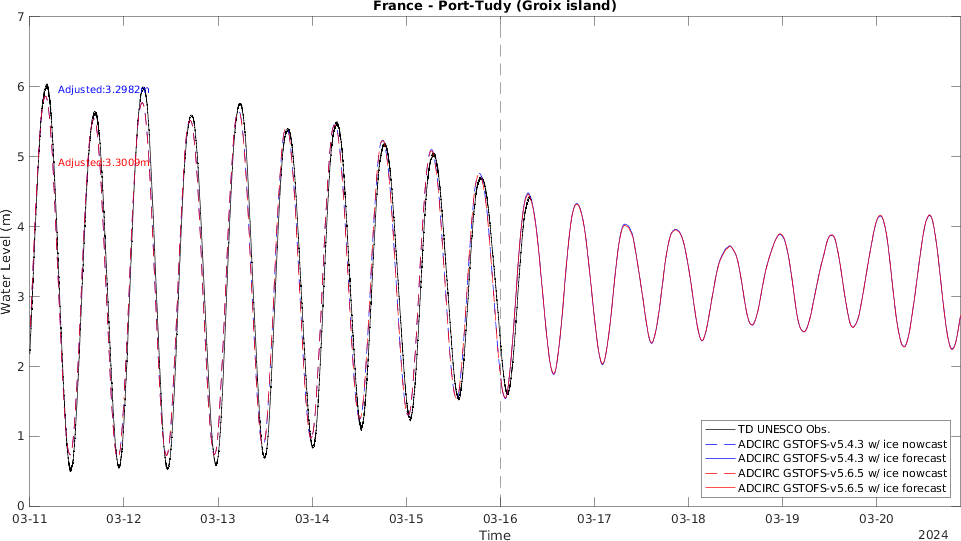 France - Port-Tudy (Groix island)
7
6
5
4
3
2
1
0
Water Level (m)
Adjusted:3.2982m
Adjusted:3.3009m
TD UNESCO Obs.
ADCIRC GSTOFS-v5.4.3 w/ ice nowcast
ADCIRC GSTOFS-v5.4.3 w/ ice forecast
ADCIRC GSTOFS-v5.6.5 w/ ice nowcast
ADCIRC GSTOFS-v5.6.5 w/ ice forecast
03-11 03-12 03-13 03-14 03-15 03-16 03-17 03-18 03-19 03-20
Time
2024